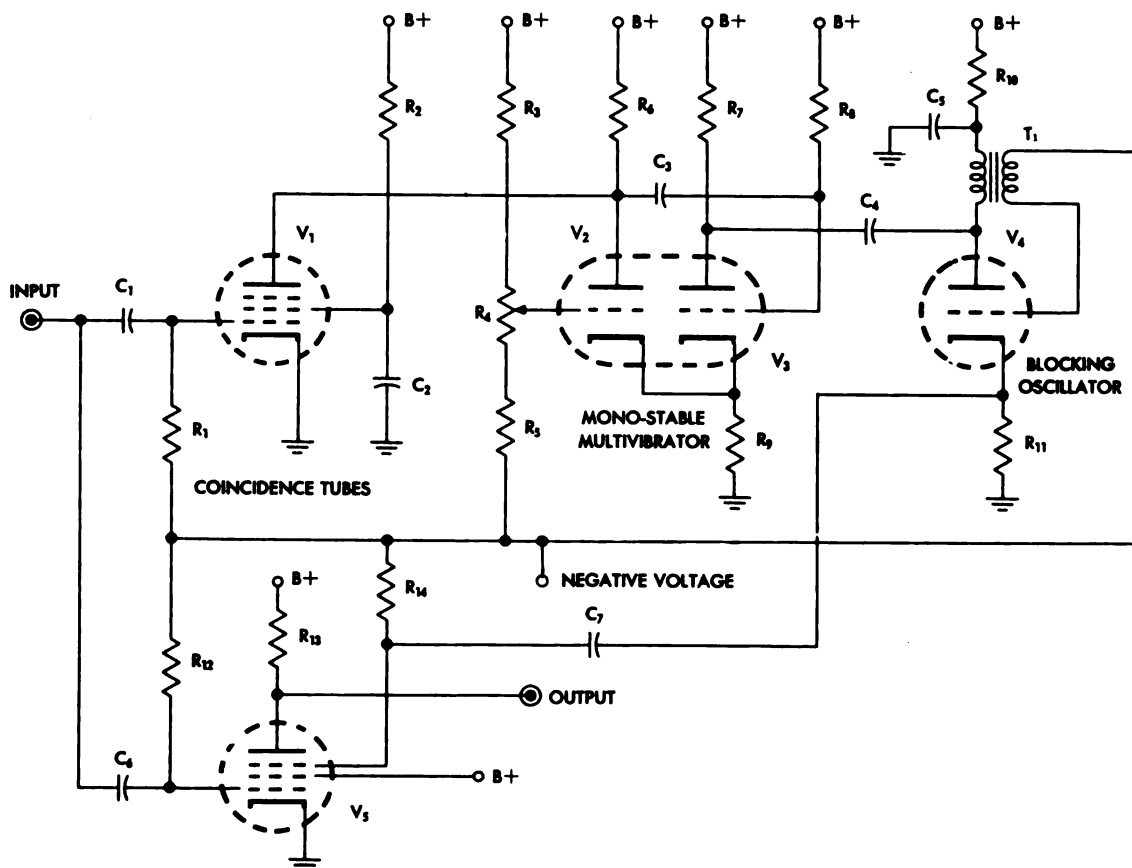 B+ B+ B+ B+ B+ B+
R₂ R₃ R₆ R₇ R₈ R₁₀
C₅
T₁
C₃
C₄
V₁ V₂ V₄
INPUT C₁
R₄
C₂ V₃
BLOCKING
OSCILLATOR
R₁ R₅
MONO-STABLE
MULTIVIBRATOR
R₉ R₁₁
COINCIDENCE TUBES
B+ R₁₄ NEGATIVE VOLTAGE
C₇
R₁₃
R₁₂
OUTPUT
C₆
B+
V₅